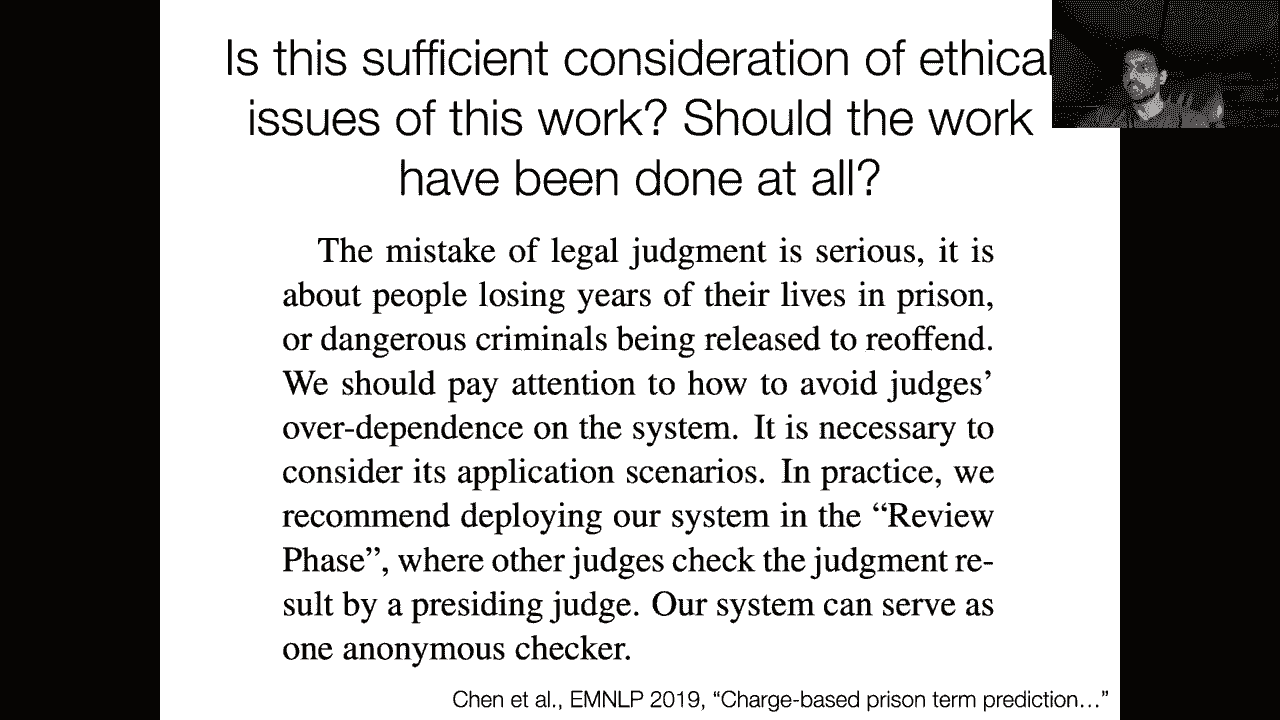 Is this sufficient consideration of ethical
issues of this work? Should the work
have been done at all?
The mistake of legal judgment is serious, it is
about people losing years of their lives in prison,
or dangerous criminals being released to reoffend.
We should pay attention to how to avoid judges’
over-dependence on the system. It is necessary to
consider its application scenarios. In practice, we
recommend deploying our system in the “Review
Phase”, where other judges check the judgment re-
sult by a presiding judge. Our system can serve as
one anonymous checker.
Chen et al., EMNLP 2019, “Charge-based prison term prediction…”